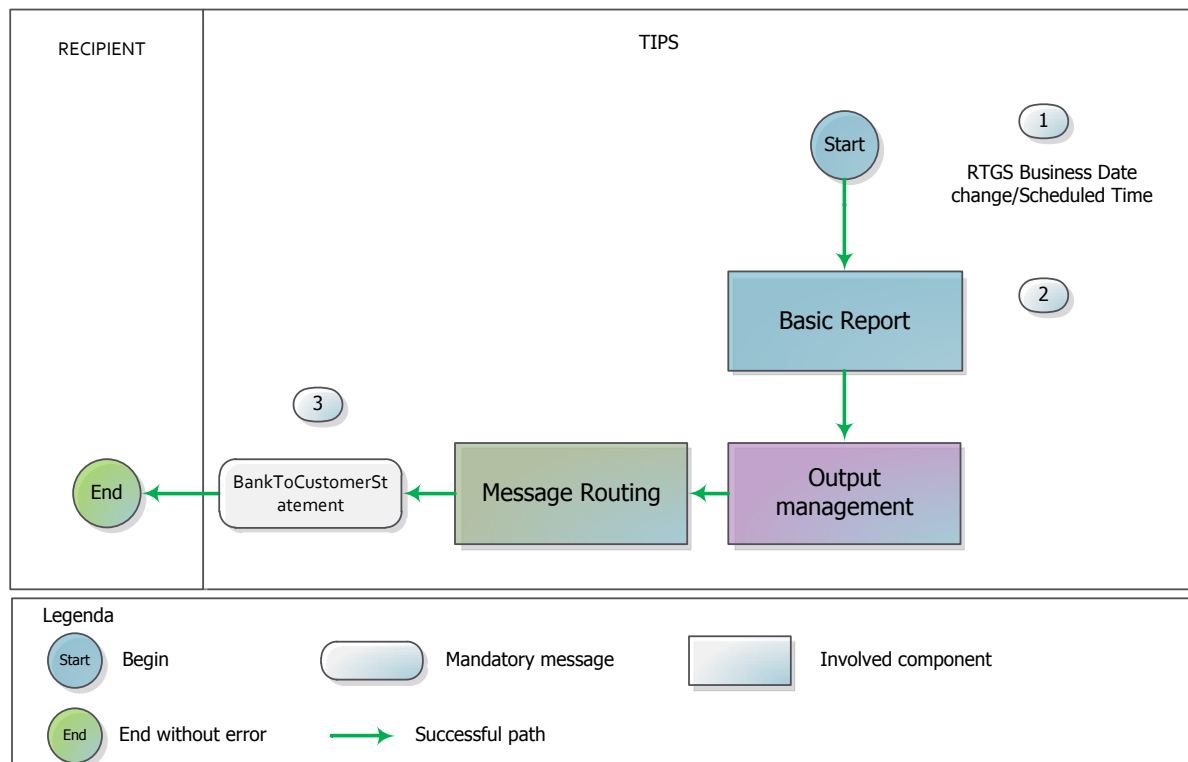 RECIPIENT
TIPS
1
Start
RTGS Business Date
change/Scheduled Time
2
Basic Report
3
End
BankToCustomerSt
atement
Message Routing
Output
management
Legenda
Start
Begin
Mandatory message
Involved component
End
End without error
Successful path